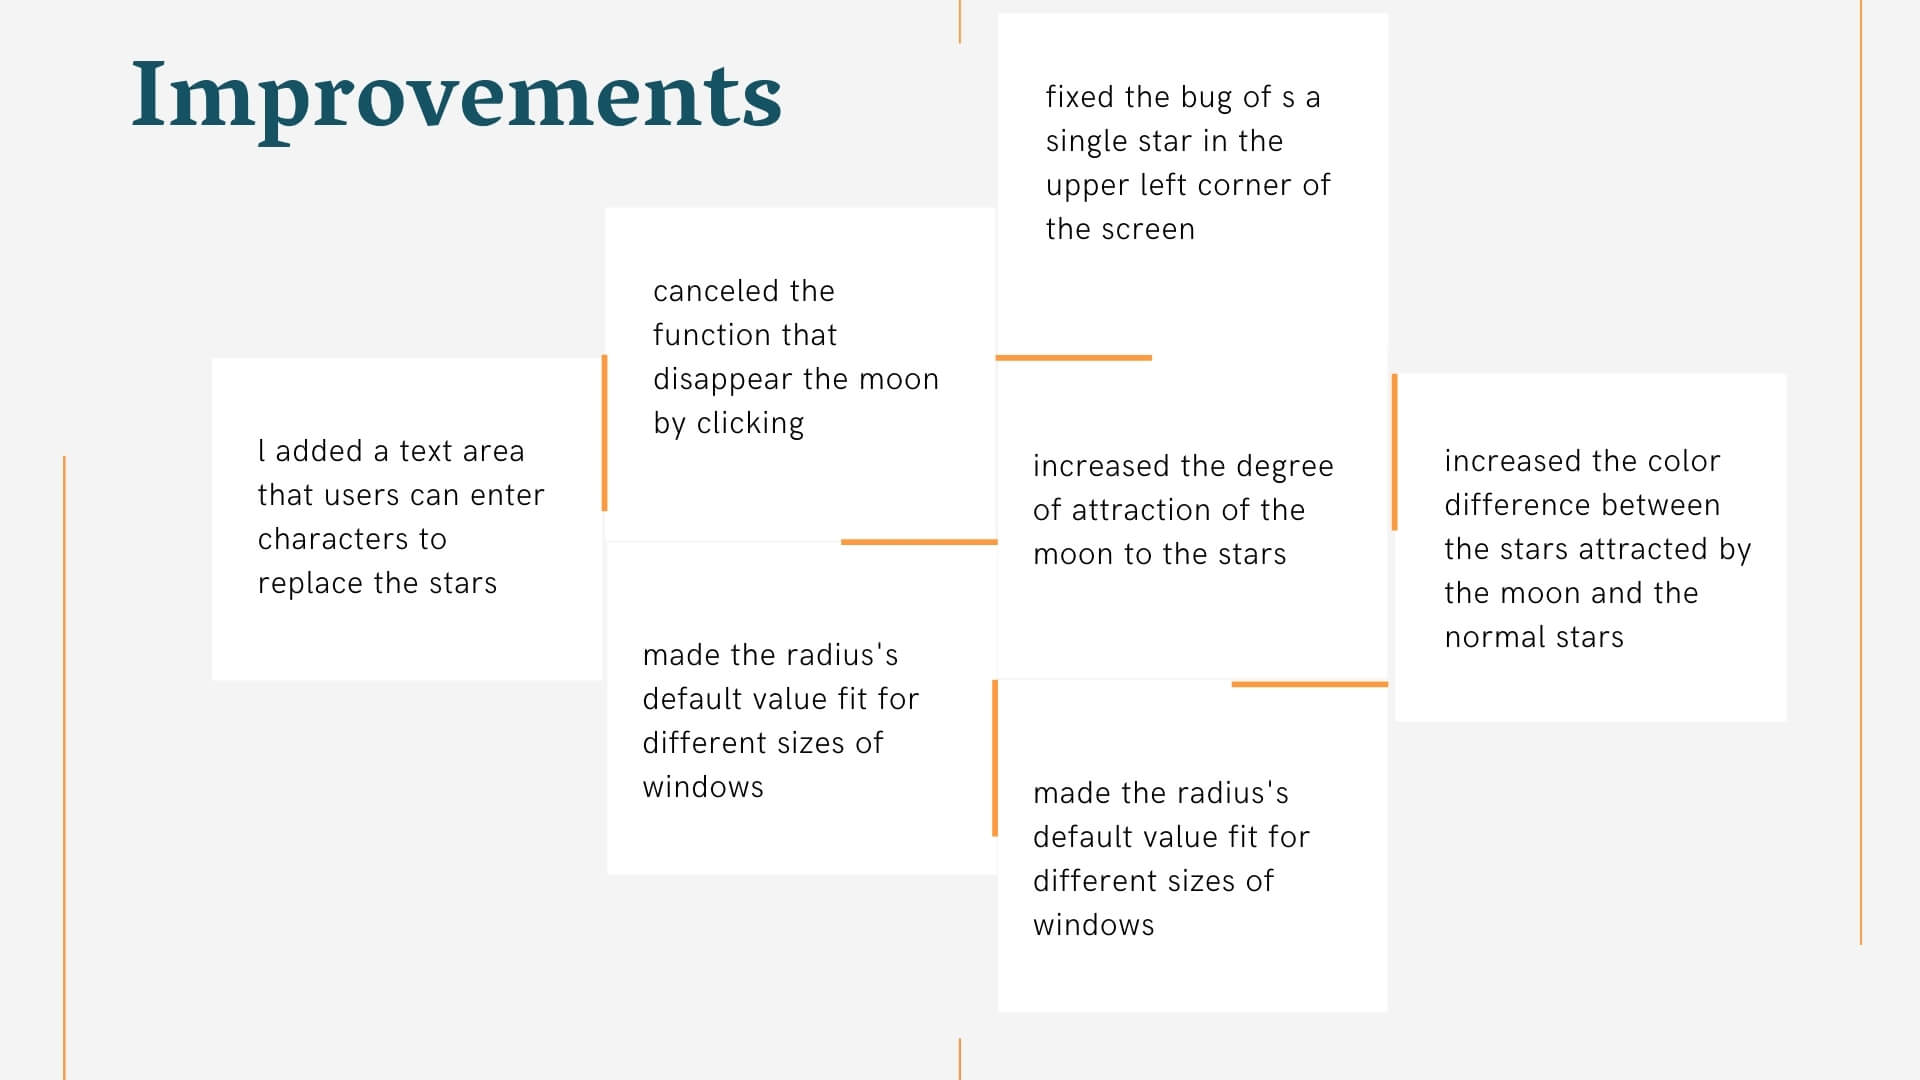 Improvements
fixed the bug of s a
single star in the
upper left corner of
the screen
canceled the
function that
disappear the moon
by clicking
l added a text area
that users can enter
characters to
replace the stars
increased the degree
of attraction of the
moon to the stars
increased the color
difference between
the stars attracted by
the moon and the
normal stars
made the radius's
default value fit for
different sizes of
windows
made the radius's
default value fit for
different sizes of
windows